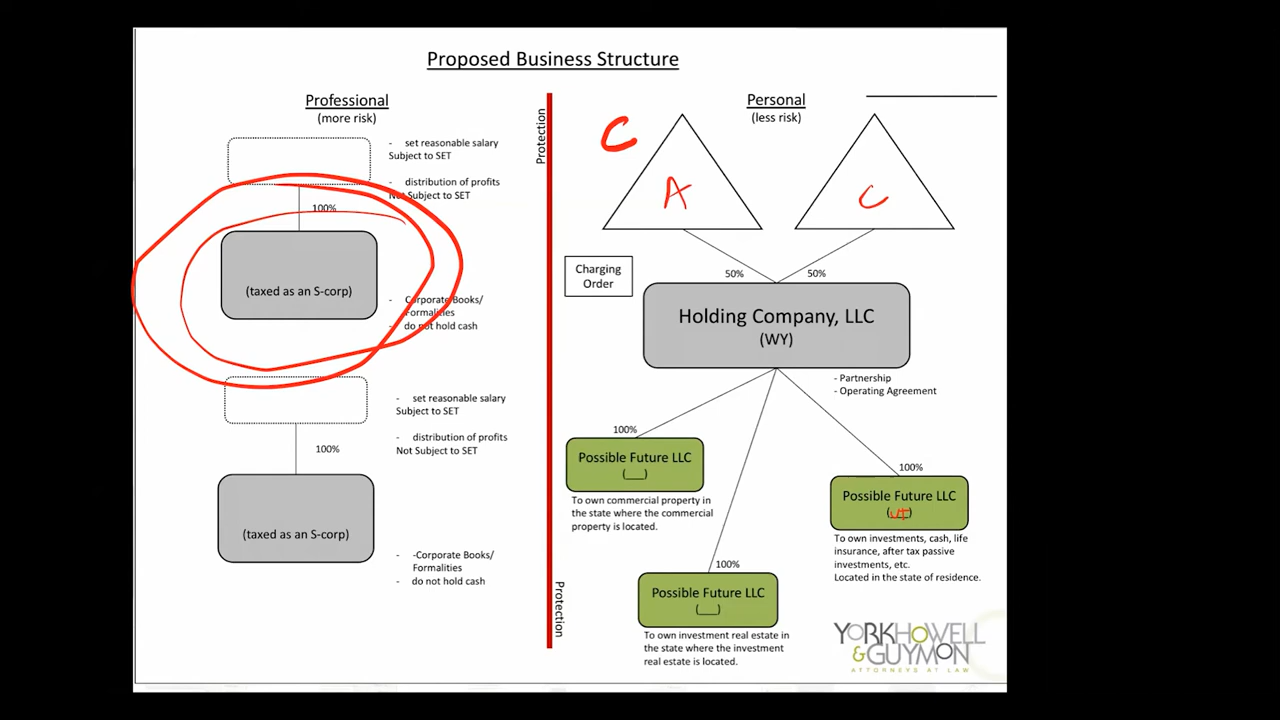 Proposed Business Structure
Professional
(more risk)
- set reasonable salary
Subject to SET
- distribution of profits
Not Subject to SET
100%
(taxed as an S-corp)
- Corporate Books/
Formalities
- do not hold cash
- set reasonable salary
Subject to SET
- distribution of profits
Not Subject to SET
100%
(taxed as an S-corp)
- -Corporate Books/
Formalities
- do not hold cash
Protection
Protection
Personal
(less risk)
C
A
C
50%
50%
Charging
Order
Holding Company, LLC
(WY)
- Partnership
- Operating Agreement
100%
Possible Future LLC
(___)
To own commercial property in
the state where the commercial
property is located.
100%
Possible Future LLC
(___)
To own investment real estate in
the state where the investment
real estate is located.
100%
Possible Future LLC
(UT)
To own investments, cash, life
insurance, after tax passive
investments, etc.
Located in the state of residence.
YORK HOWELL
& GUYMON
ATTORNEYS AT LAW